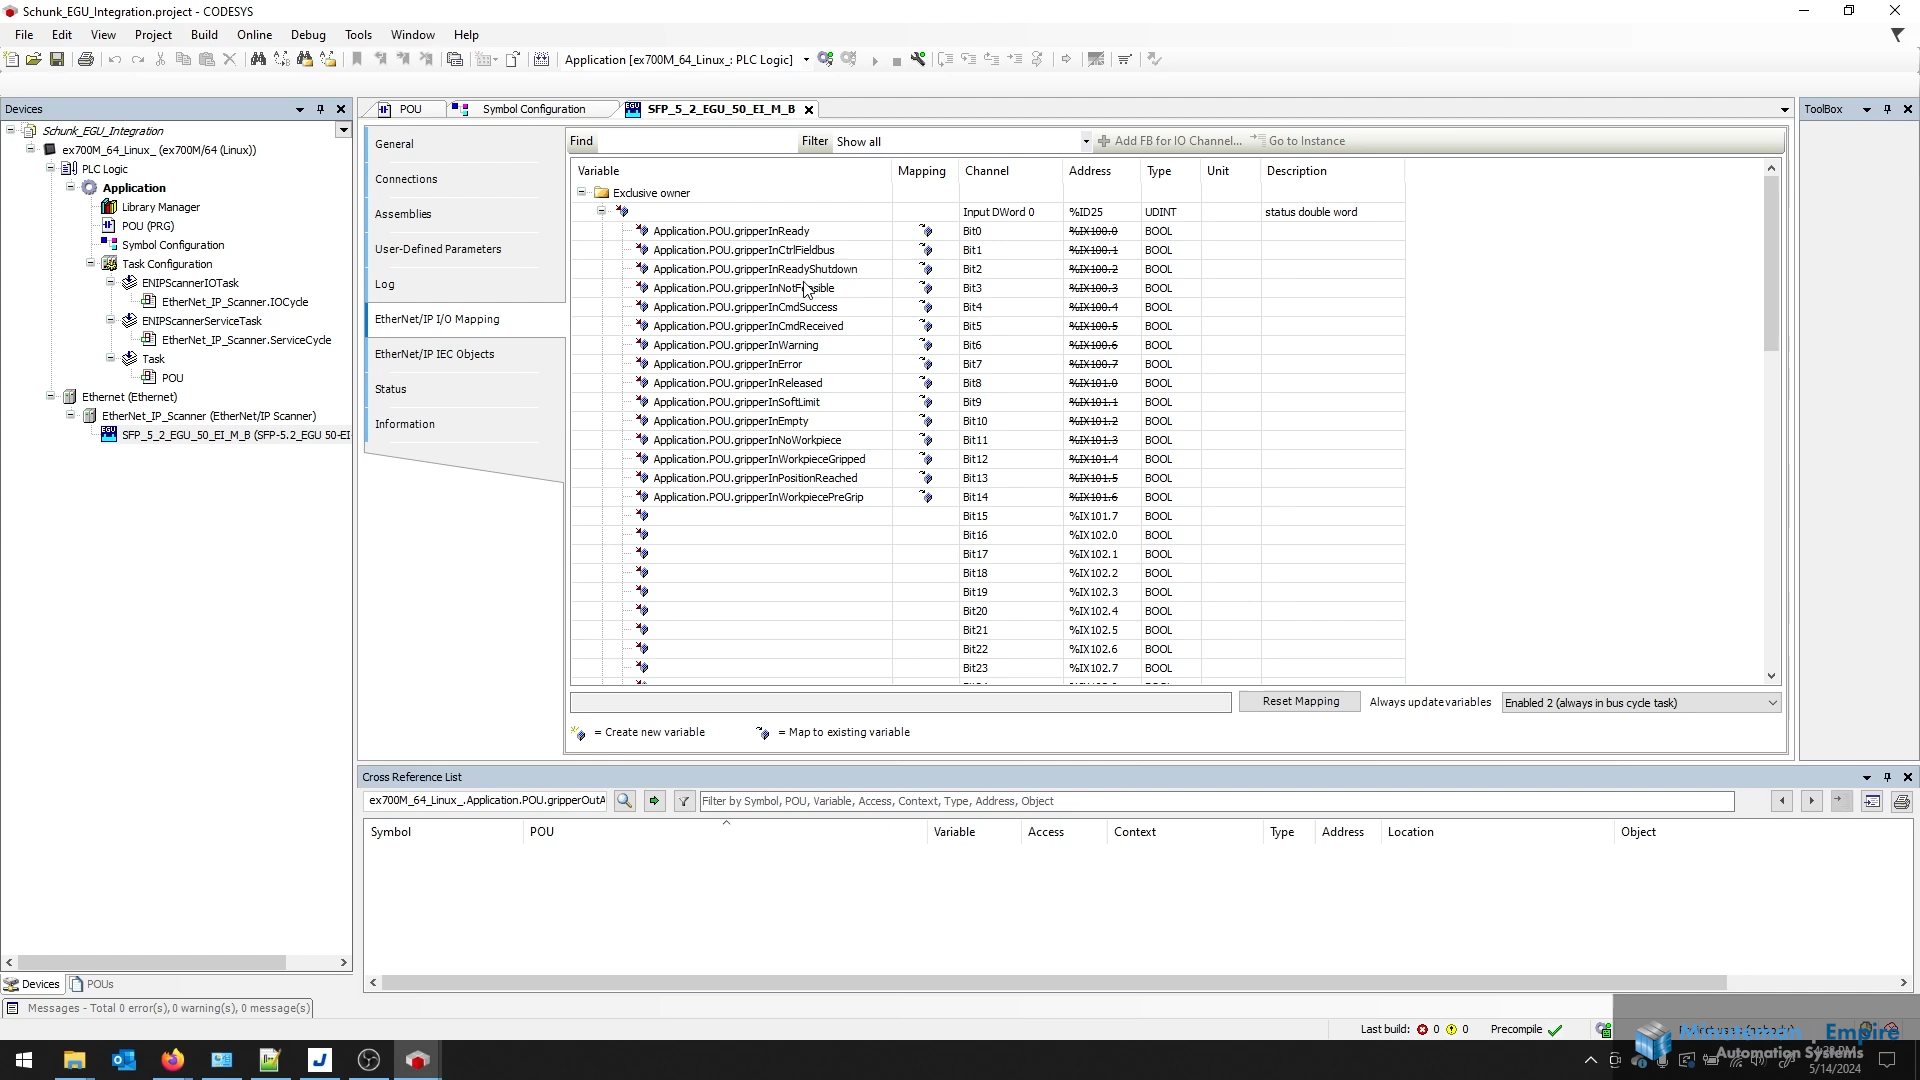 Schunk_EGU_Integration.project - CODESYS
File Edit View Project Build Online Debug Tools Window Help
Application [ex700M_64_Linux_: PLC Logic]
Devices
Schunk_EGU_Integration
ex700M_64_Linux_ (ex700M/64 (Linux))
PLC Logic
Application
Library Manager
POU (PRG)
Symbol Configuration
Task Configuration
ENIPScannerIOTask
EtherNet_IP_Scanner.IOCycle
ENIPScannerServiceTask
EtherNet_IP_Scanner.ServiceCycle
Task
POU
Ethernet (Ethernet)
EtherNet_IP_Scanner (EtherNet/IP Scanner)
SFP_5_2_EGU_50_EI_M_B (SFP-5.2_EGU 50-EI-
Devices POUs
Messages - Total 0 error(s), 0 warning(s), 0 message(s)
POU Symbol Configuration SFP_5_2_EGU_50_EI_M_B
General
Connections
Assemblies
User-Defined Parameters
Log
EtherNet/IP I/O Mapping
EtherNet/IP IEC Objects
Status
Information
Find Filter Show all Add FB for IO Channel... Go to Instance
Variable Mapping Channel Address Type Unit Description
Exclusive owner
Input DWord 0 %ID25 UDINT status double word
Application.POU.gripperInReady Bit0 %IX100.0 BOOL
Application.POU.gripperInCtrlFieldbus Bit1 %IX100.1 BOOL
Application.POU.gripperInReadyShutdown Bit2 %IX100.2 BOOL
Bit3 %IX100.3 BOOL
Application.POU.gripperInCmdSuccess Bit4 %IX100.4 BOOL
Application.POU.gripperInCmdReceived Bit5 %IX100.5 BOOL
Application.POU.gripperInWarning Bit6 %IX100.6 BOOL
Application.POU.gripperInError Bit7 %IX100.7 BOOL
Application.POU.gripperInReleased Bit8 %IX101.0 BOOL
Application.POU.gripperInSoftLimit Bit9 %IX101.1 BOOL
Application.POU.gripperInEmpty Bit10 %IX101.2 BOOL
Application.POU.gripperInNoWorkpiece Bit11 %IX101.3 BOOL
Application.POU.gripperInWorkpieceGripped Bit12 %IX101.4 BOOL
Application.POU.gripperInPositionReached Bit13 %IX101.5 BOOL
Application.POU.gripperInWorkpiecePreGrip Bit14 %IX101.6 BOOL
Bit15 %IX101.7 BOOL
Bit16 %IX102.0 BOOL
Bit17 %IX102.1 BOOL
Bit18 %IX102.2 BOOL
Bit19 %IX102.3 BOOL
Bit20 %IX102.4 BOOL
Bit21 %IX102.5 BOOL
Bit22 %IX102.6 BOOL
Bit23 %IX102.7 BOOL
Reset Mapping Always update variables Enabled 2 (always in bus cycle task)
= Create new variable = Map to existing variable
ToolBox
Cross Reference List
ex700M_64_Linux_.Application.POU.gripperOutA Filter by Symbol, POU, Variable, Access, Context, Type, Address, Object
Symbol POU Variable Access Context Type Address Location Object
Last build: 0 0 Precompile
Minuteman | Empire
Automation Systems
5/14/2024